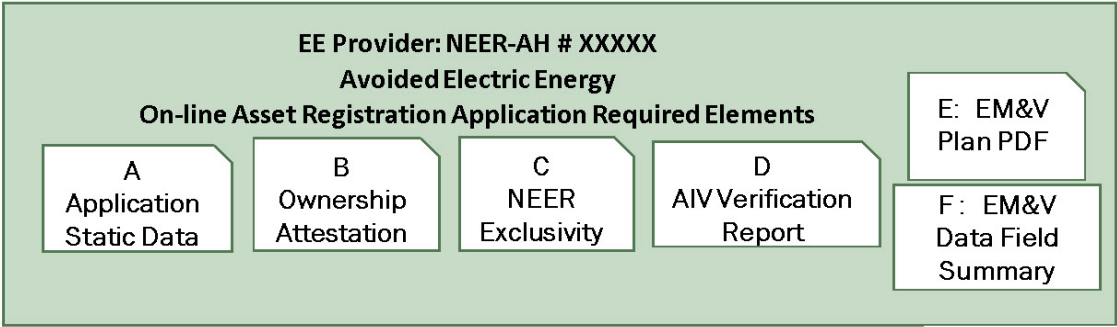 EE Provider: NEER-AH # XXXXX
Avoided Electric Energy
On-line Asset Registration Application Required Elements
A
Application
Static Data
B
Ownership
Attestation
C
NEER
Exclusivity
D
AIV Verification
Report
E: EM&V
Plan PDF
F: EM&V
Data Field
Summary